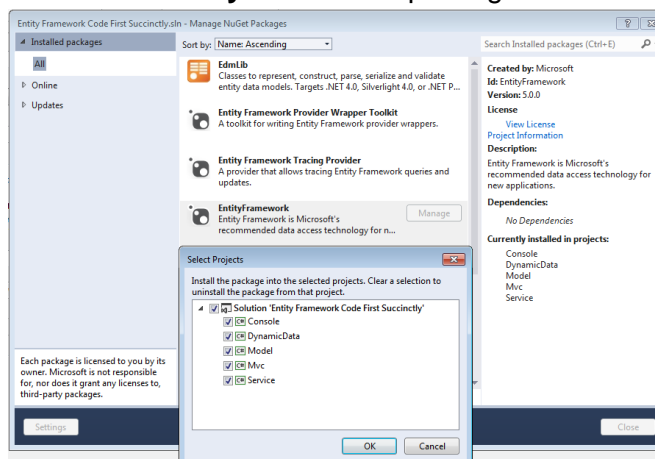 Entity Framework Code First Succinctly.sln - Manage NuGet Packages
Installed packages
All
Online
Updates
Each package is licensed to you by its
owner. Microsoft is not responsible
for, nor does it grant any licenses to,
third-party packages.
Settings
Sort by: Name: Ascending
EdmLib
Classes to represent, construct, parse, serialize and validate
entity data models. Targets .NET 4.0, Silverlight 4.0, or .NET P...
Entity Framework Provider Wrapper Toolkit
A toolkit for writing Entity Framework provider wrappers.
Entity Framework Tracing Provider
A provider that allows tracing Entity Framework queries and
updates.
EntityFramework
Entity Framework is Microsoft's
recommended data access technology for n...
Manage
Select Projects
Install the package into the selected projects. Clear a selection to
uninstall the package from that project.
Solution 'Entity Framework Code First Succinctly'
C# Console
C# DynamicData
C# Model
C# Mvc
C# Service
OK Cancel
Search Installed packages (Ctrl+E)
Created by: Microsoft
Id: EntityFramework
Version: 5.0.0
License
View License
Project Information
Description:
Entity Framework is Microsoft's
recommended data access technology for
new applications.
Dependencies:
No Dependencies
Currently installed in projects:
Console
DynamicData
Model
Mvc
Service
Close